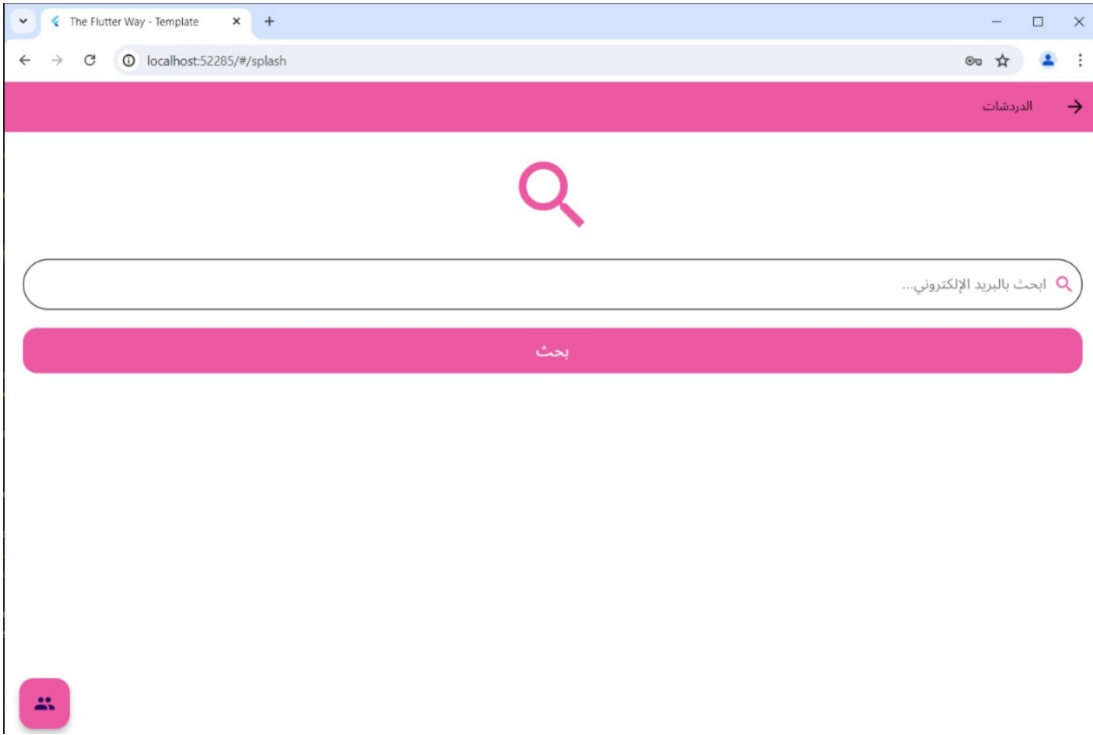 The Flutter Way - Template
localhost:52285/#/splash
الدردشات
ابحث بالبريد الإلكتروني...
بحث